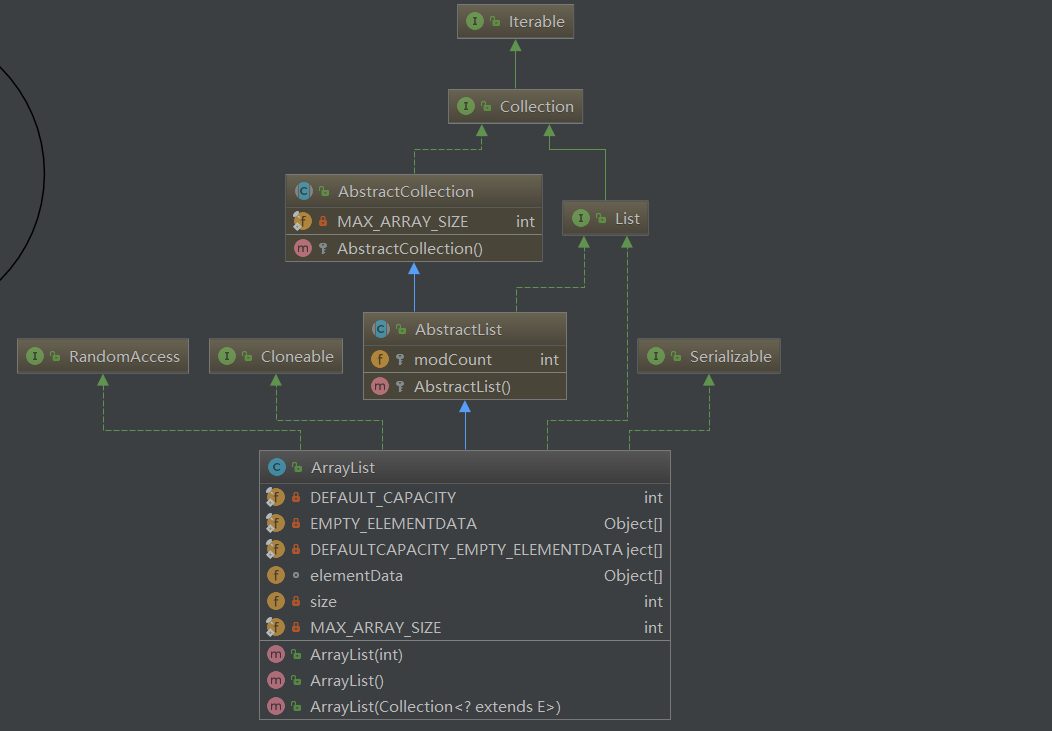 Iterable
Collection
AbstractCollection
MAX_ARRAY_SIZE int
AbstractCollection()
List
AbstractList
modCount int
AbstractList()
RandomAccess
Cloneable
Serializable
ArrayList
DEFAULT_CAPACITY int
EMPTY_ELEMENTDATA Object[]
DEFAULTCAPACITY_EMPTY_ELEMENTDATA ject[]
elementData Object[]
size int
MAX_ARRAY_SIZE int
ArrayList(int)
ArrayList()
ArrayList(Collection<? extends E>)